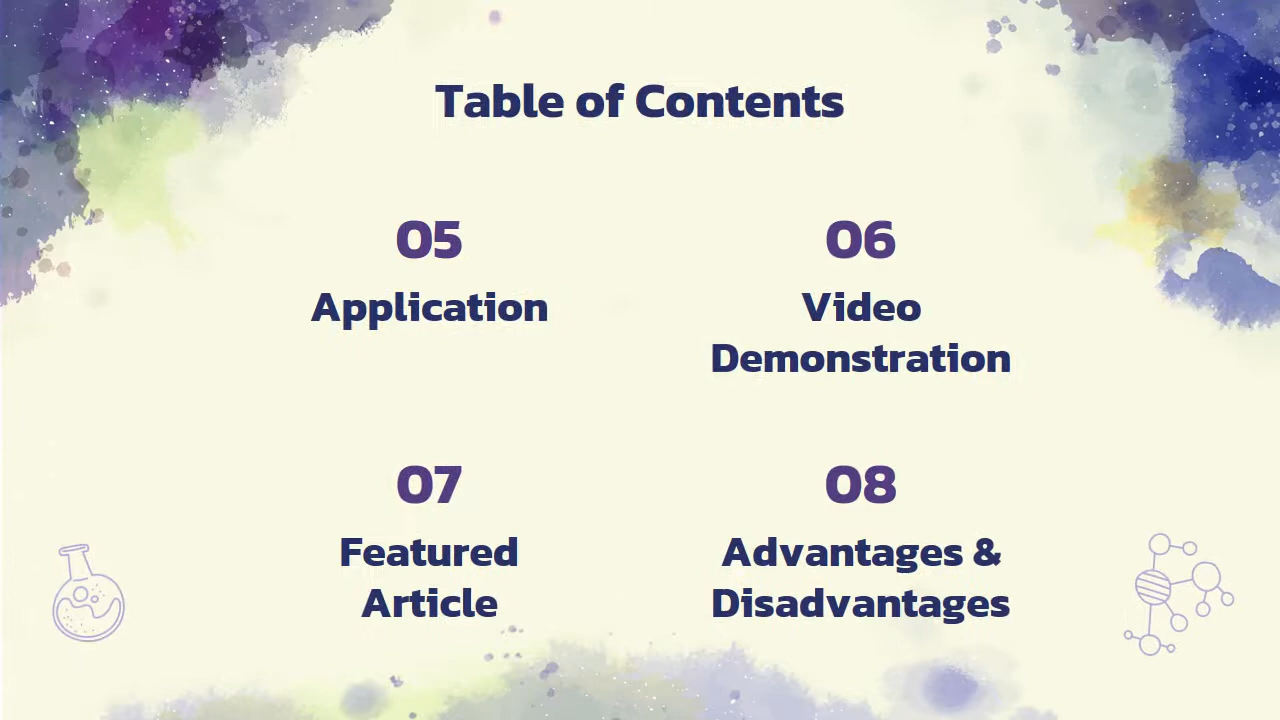 Table of Contents
05
Application
06
Video
Demonstration
07
Featured
Article
08
Advantages &
Disadvantages